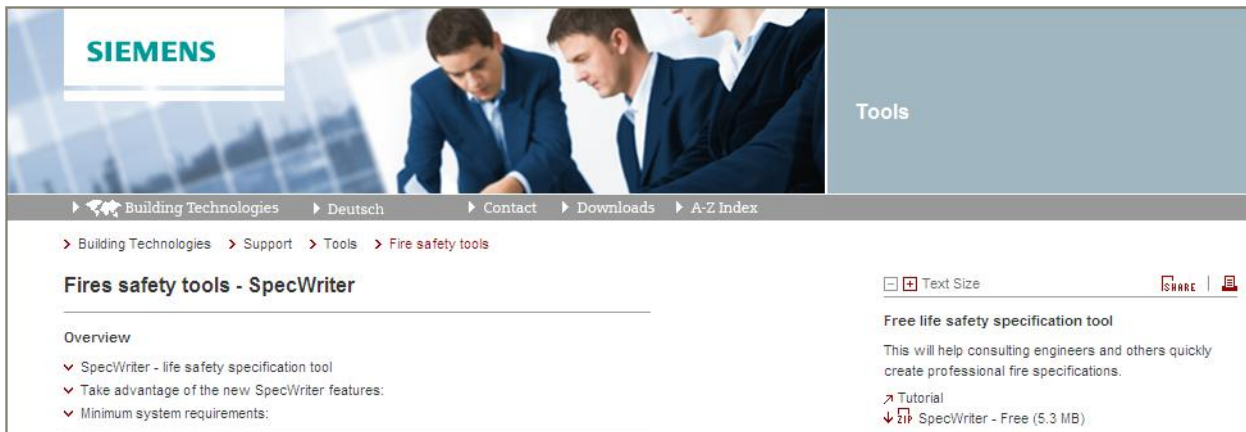 SIEMENS
Tools
Building Technologies Deutsch Contact Downloads A-Z Index
Building Technologies Support Tools Fire safety tools
Fires safety tools - SpecWriter
Overview
SpecWriter - life safety specification tool
Take advantage of the new SpecWriter features:
Minimum system requirements:
Text Size SHARE
Free life safety specification tool
This will help consulting engineers and others quickly
create professional fire specifications.
Tutorial
ZIP SpecWriter - Free (5.3 MB)